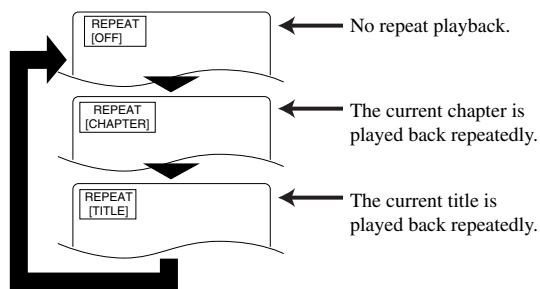 REPEAT
[OFF]
No repeat playback.
REPEAT
[CHAPTER]
The current chapter is
played back repeatedly.
REPEAT
[TITLE]
The current title is
played back repeatedly.